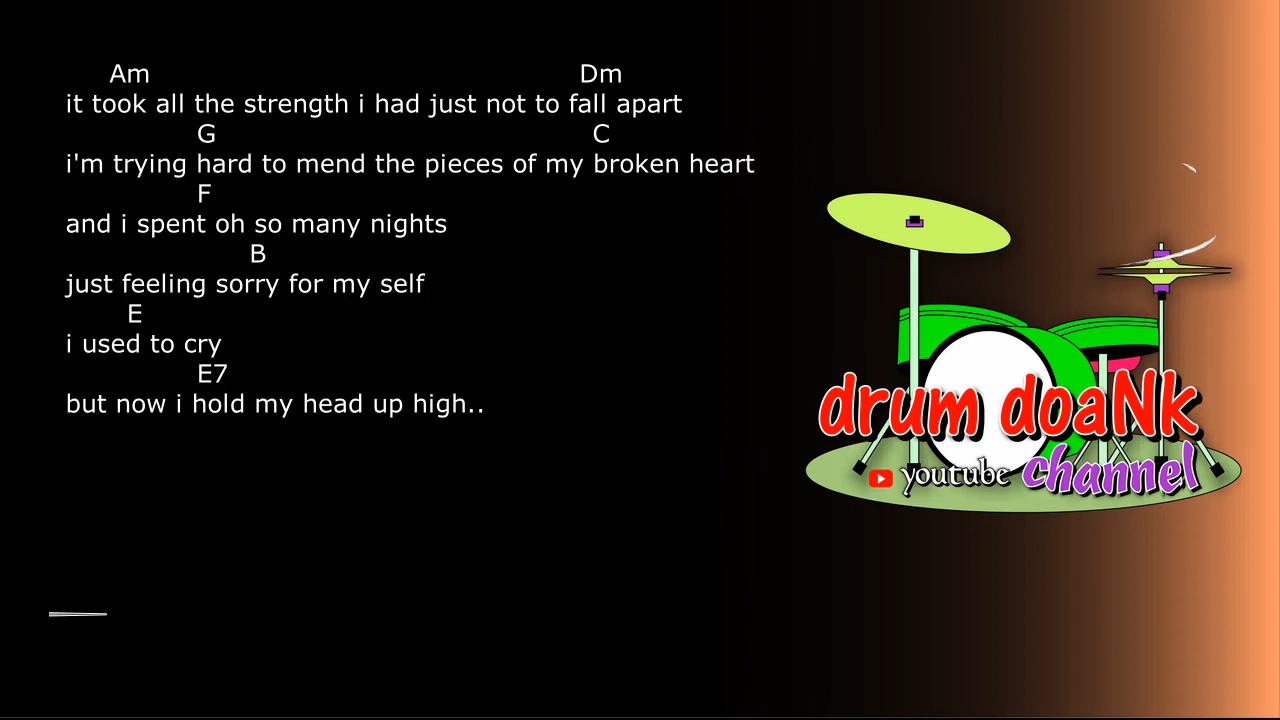 Am Dm
it took all the strength i had just not to fall apart
G C
i'm trying hard to mend the pieces of my broken heart
F
and i spent oh so many nights
B
just feeling sorry for my self
E
i used to cry
E7
but now i hold my head up high..
drum doaNk
youtube channel